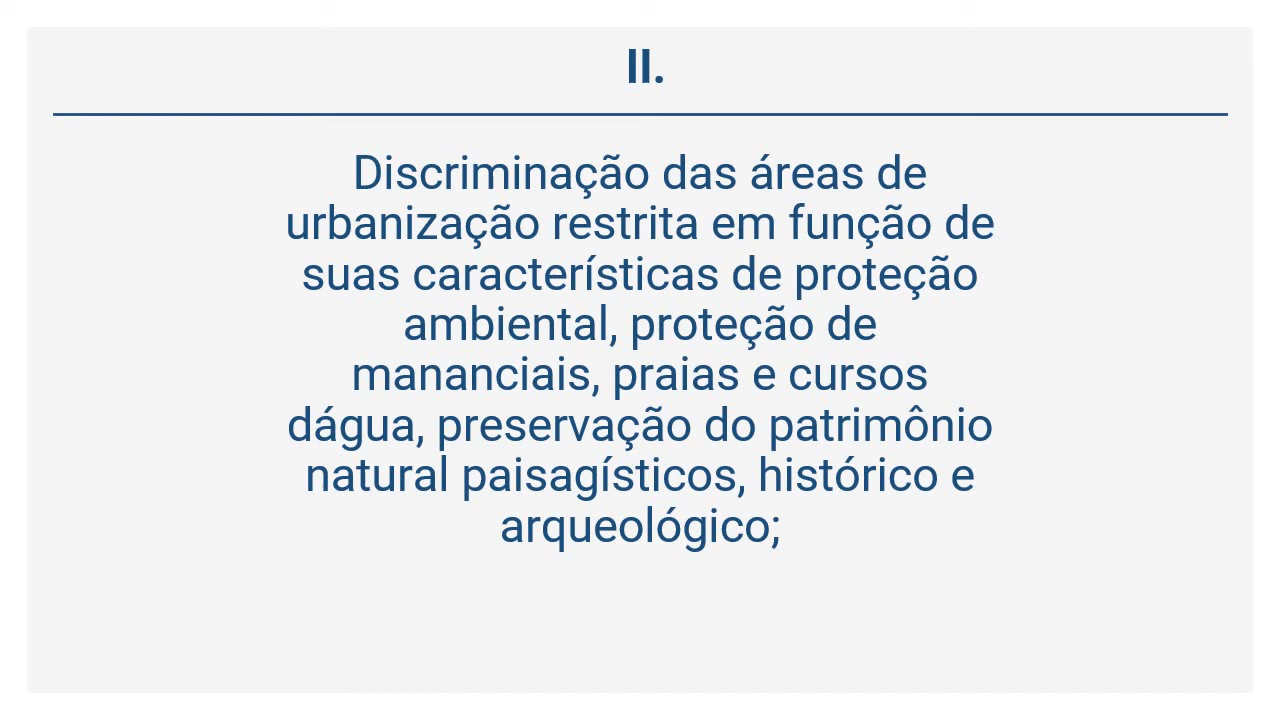 II.
Discriminação das áreas de
urbanização restrita em função de
suas características de proteção
ambiental, proteção de
mananciais, praias e cursos
dágua, preservação do patrimônio
natural paisagísticos, histórico e
arqueológico;